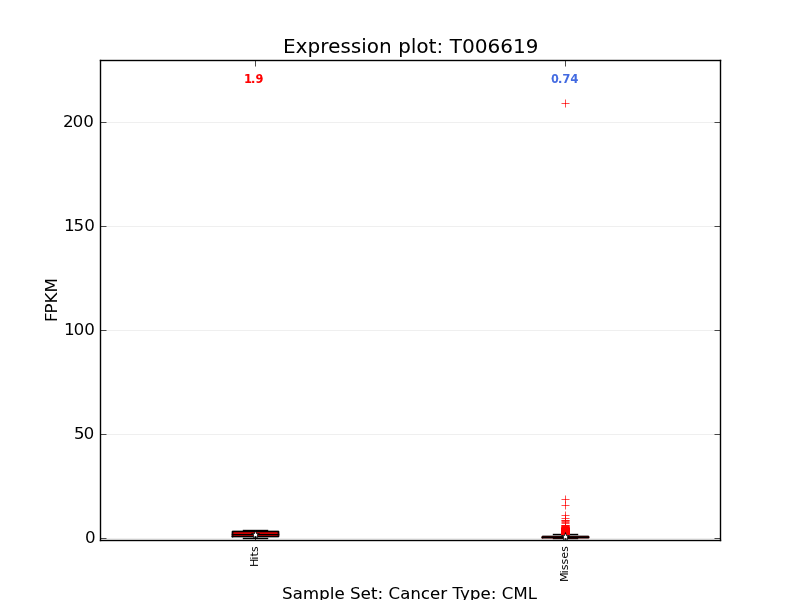 Expression plot: T006619
1.9
0.74
200
150
100
50
0
FPKM
Hits
Misses
Sample Set: Cancer Type: CML